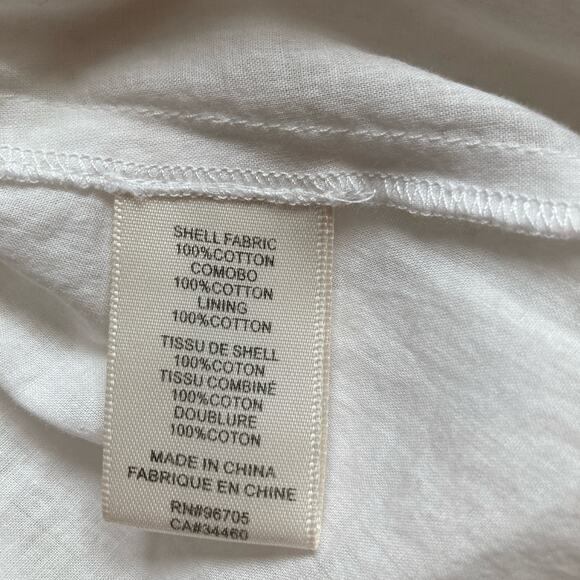 SHELL FABRIC
100%COTTON
COMOBO
100%COTTON
LINING
100%COTTON
TISSU DE SHELL
100%COTON
TISSU COMBINÉ
100%COTON
DOUBLURE
100%COTON
MADE IN CHINA
FABRIQUE EN CHINE
RN#96705
CA#34460